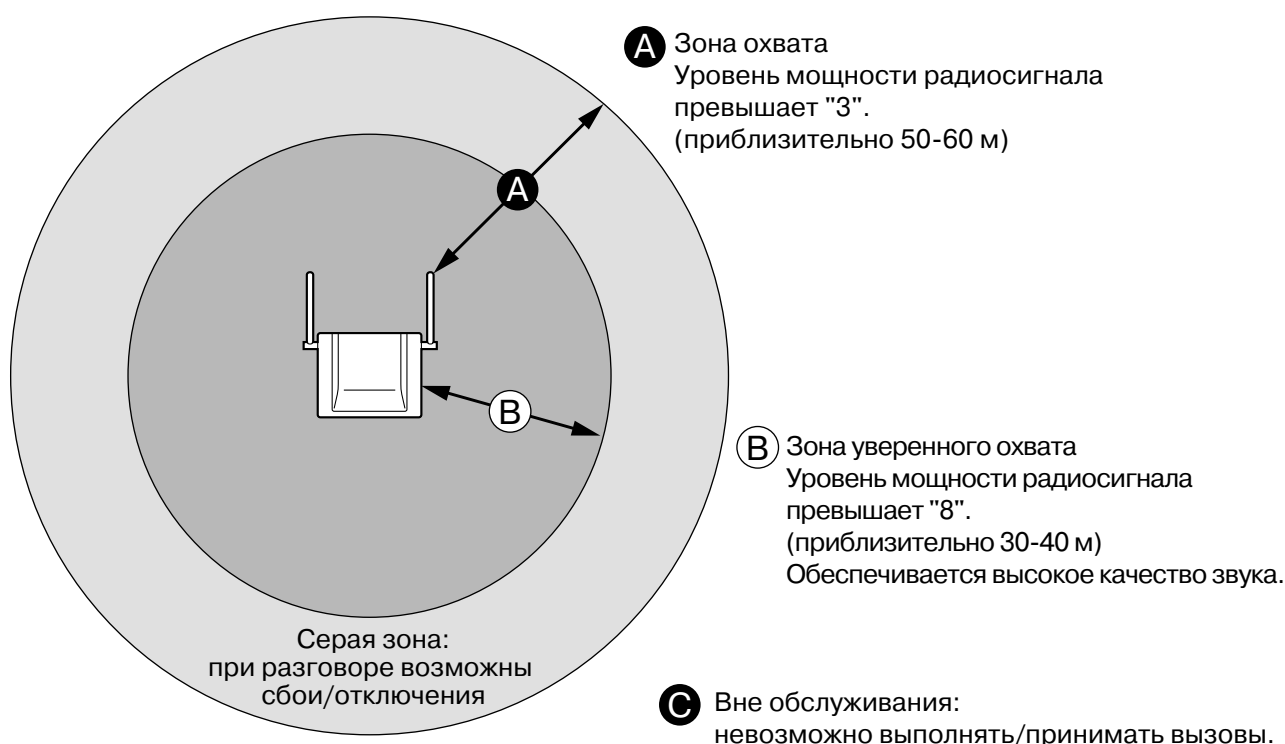 A Зона охвата
Уровень мощности радиосигнала
превышает "3".
(приблизительно 50-60 м)
A
B
B Зона уверенного охвата
Уровень мощности радиосигнала
превышает "8".
(приблизительно 30-40 м)
Обеспечивается высокое качество звука.
Серая зона:
при разговоре возможны
сбои/отключения
C Вне обслуживания:
невозможно выполнять/принимать вызовы.